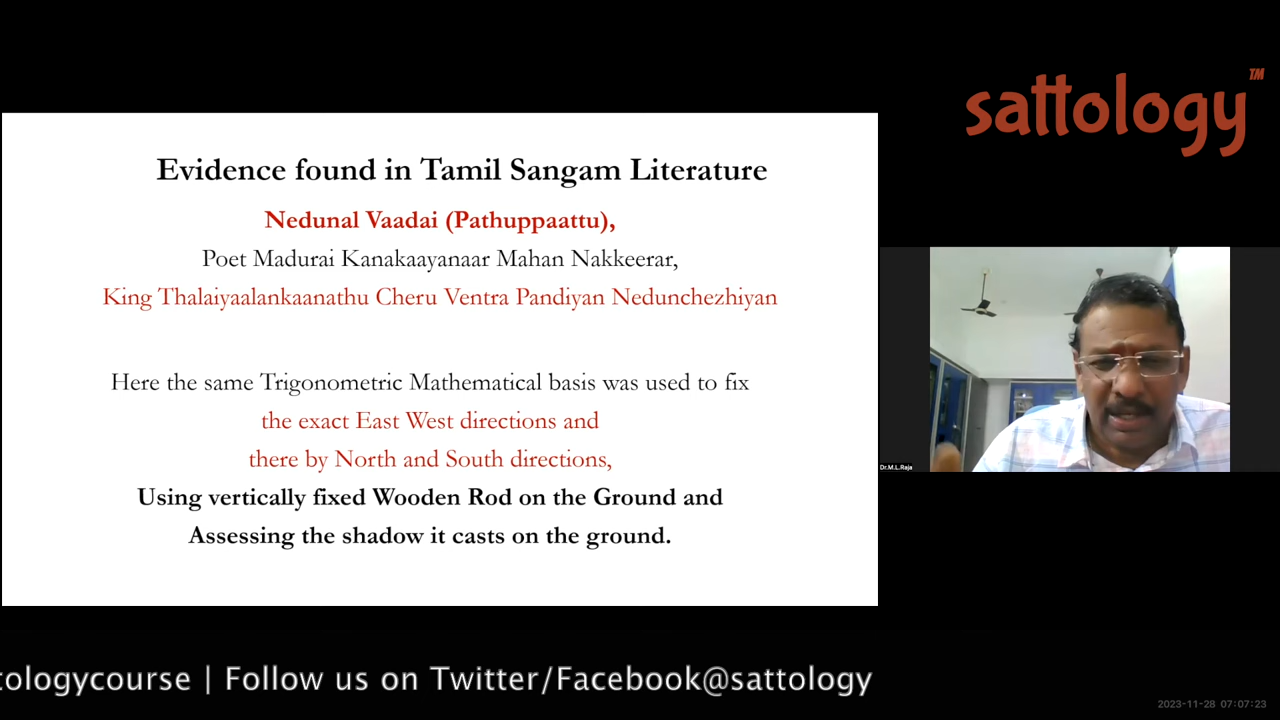 sattology™
Evidence found in Tamil Sangam Literature
Nedunal Vaadai (Pathuppaattu),
Poet Madurai Kanakaayanaar Mahan Nakkeerar,
King Thalaiyaalankaanathu Cheru Ventra Pandiyan Nedunchezhiyan
Here the same Trigonometric Mathematical basis was used to fix
the exact East West directions and
there by North and South directions,
Using vertically fixed Wooden Rod on the Ground and
Assessing the shadow it casts on the ground.
Dr.M.L.Raja
tologycourse | Follow us on Twitter/Facebook@sattology
2023-11-28 07:07:23